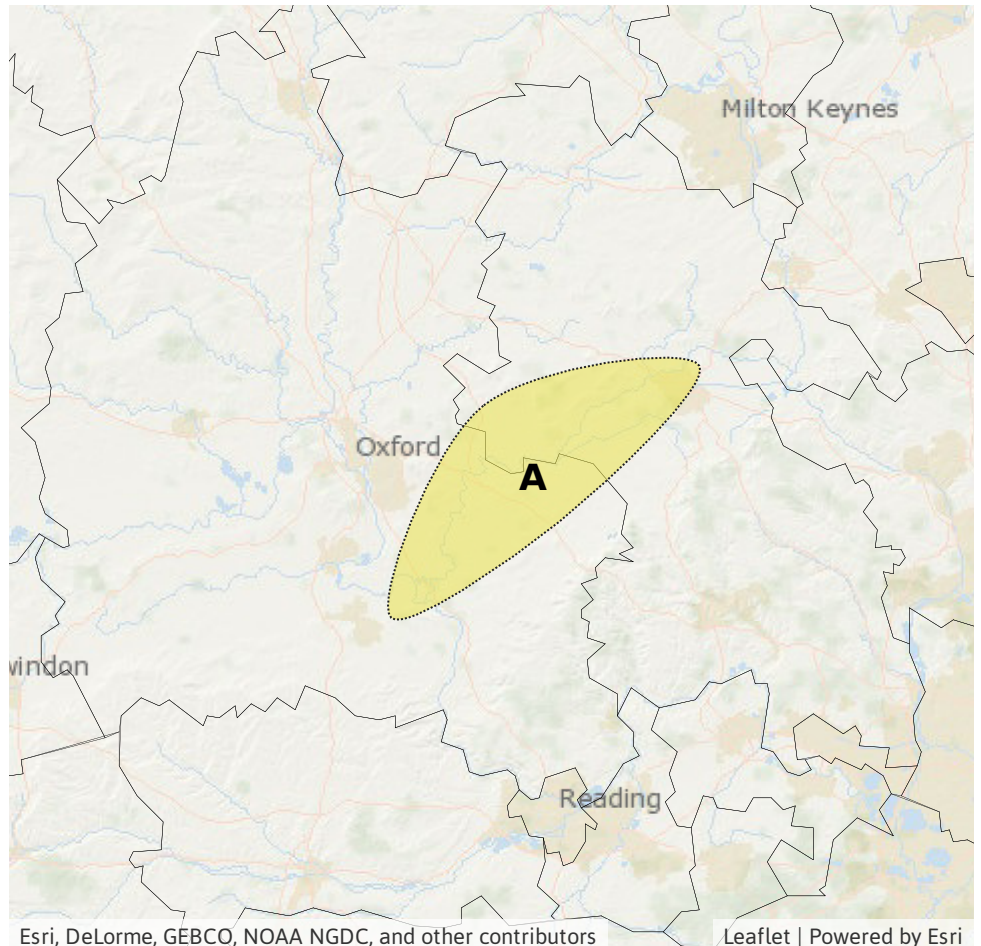 Milton Keynes
Oxford
A
windon
Reading
Esri, DeLorme, GEBCO, NOAA NGDC, and other contributors
Leaflet | Powered by Esri